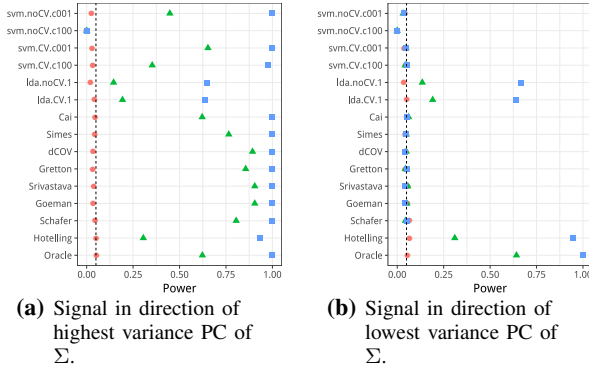 svm.noCV.c001
svm.noCV.c100
svm.CV.c001
svm.CV.c100
lda.noCV.1
lda.CV.1
Cai
Simes
dCOV
Gretton
Srivastava
Goeman
Schafer
Hotelling
Oracle
0.00 0.25 0.50 0.75 1.00
Power
(a) Signal in direction of
highest variance PC of
Σ.
svm.noCV.c001
svm.noCV.c100
svm.CV.c001
svm.CV.c100
lda.noCV.1
lda.CV.1
Cai
Simes
dCOV
Gretton
Srivastava
Goeman
Schafer
Hotelling
Oracle
0.00 0.25 0.50 0.75 1.00
Power
(b) Signal in direction of
lowest variance PC of
Σ.